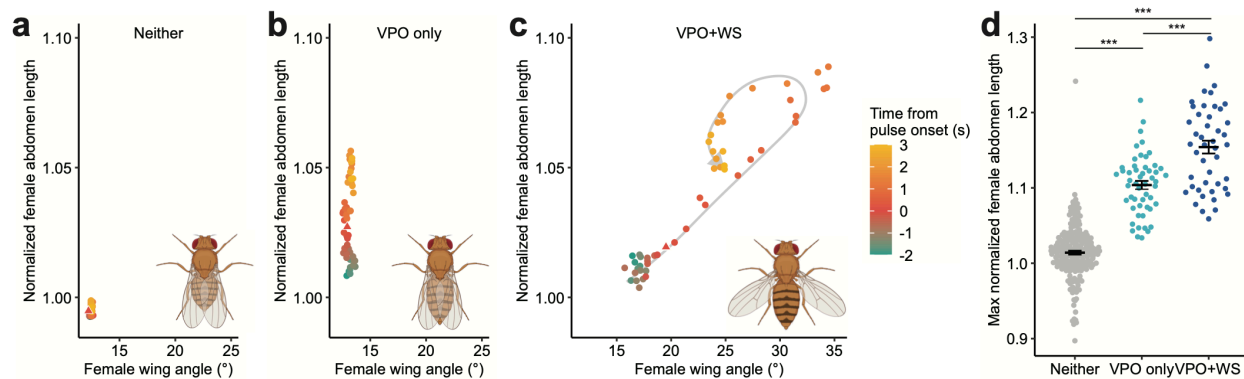 a
Neither
Normalized female abdomen length
1.10
1.05
1.00
15
20
25
Female wing angle (°)
b
VPO only
Normalized female abdomen length
1.10
1.05
1.00
15
20
25
Female wing angle (°)
c
VPO+WS
Normalized female abdomen length
1.10
1.05
1.00
15
20
25
30
35
Female wing angle (°)
Time from
pulse onset (s)
3
2
1
0
-1
-2
d
Max normalized female abdomen length
1.3
1.2
1.1
1.0
0.9
***
***
***
Neither
VPO only
VPO+WS